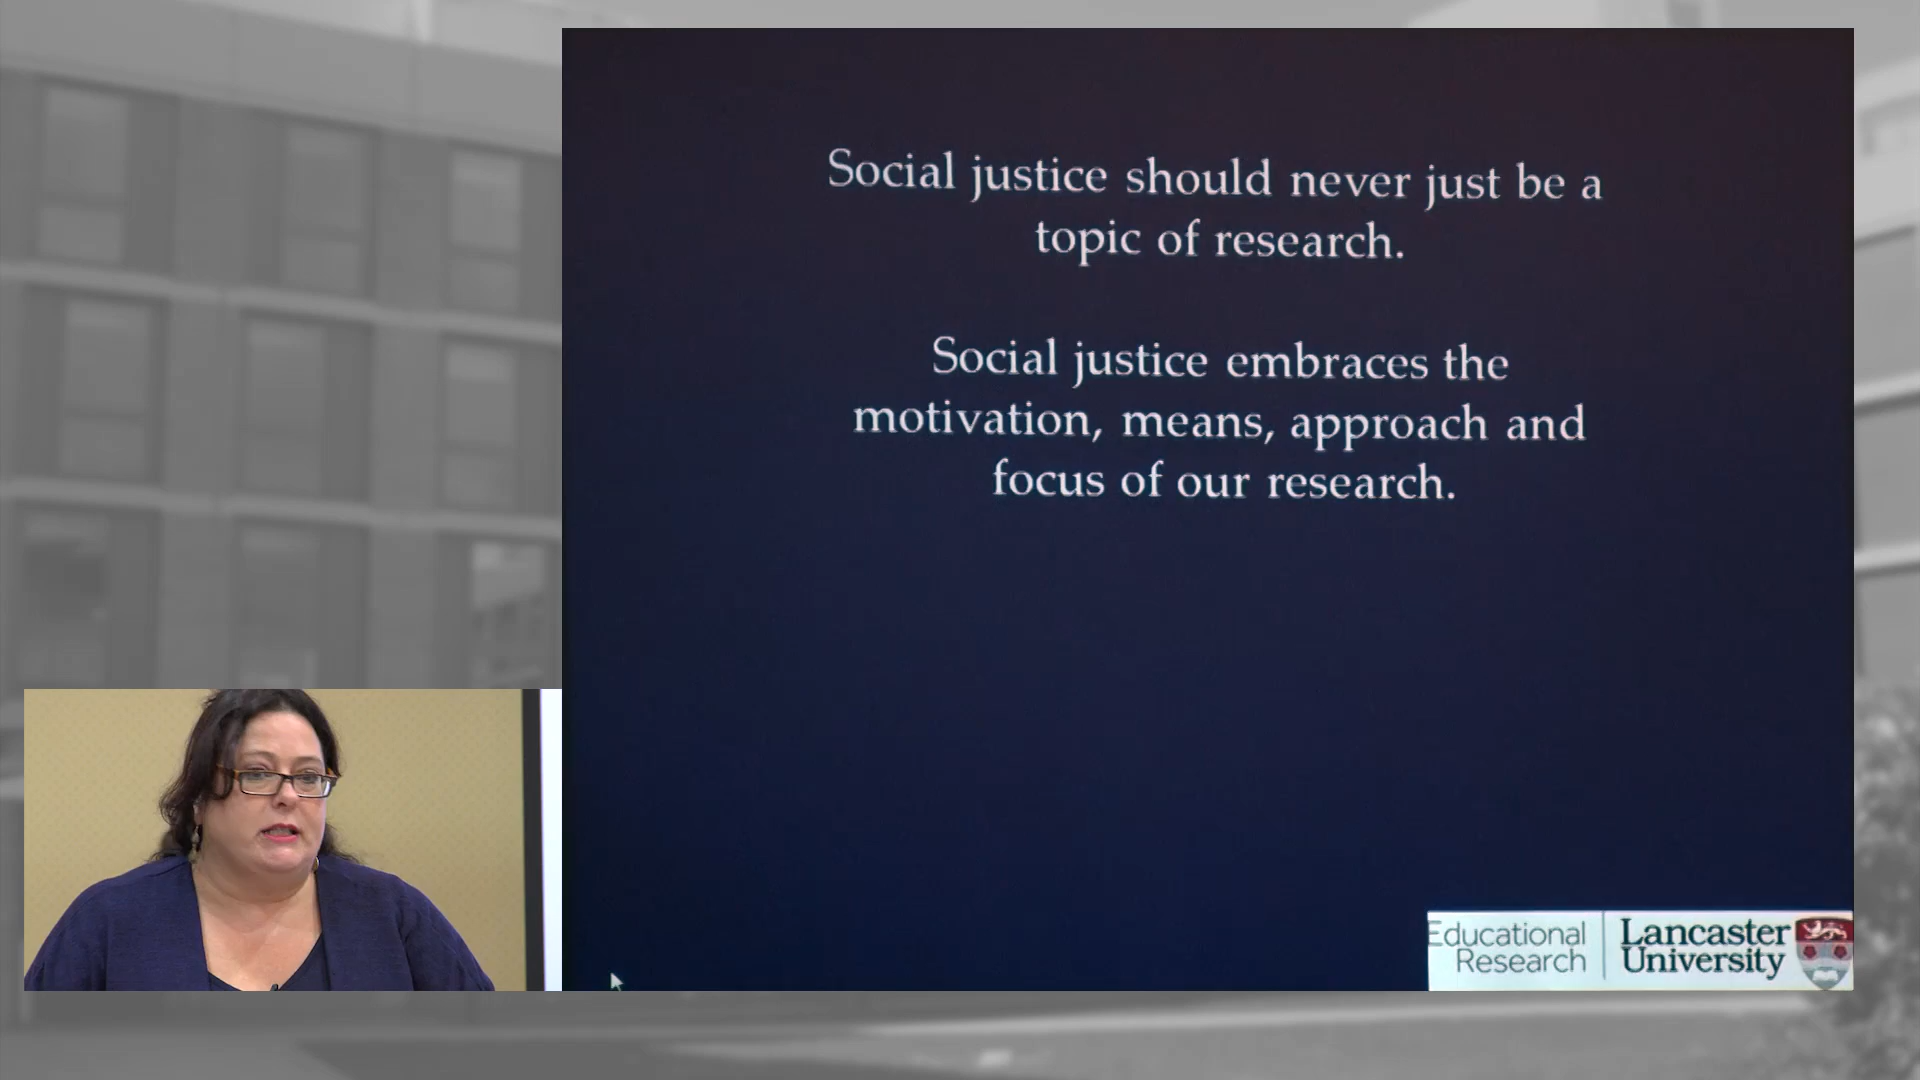 Social justice should never just be a
topic of research.
Social justice embraces the
motivation, means, approach and
focus of our research.
Educational
Research
Lancaster
University